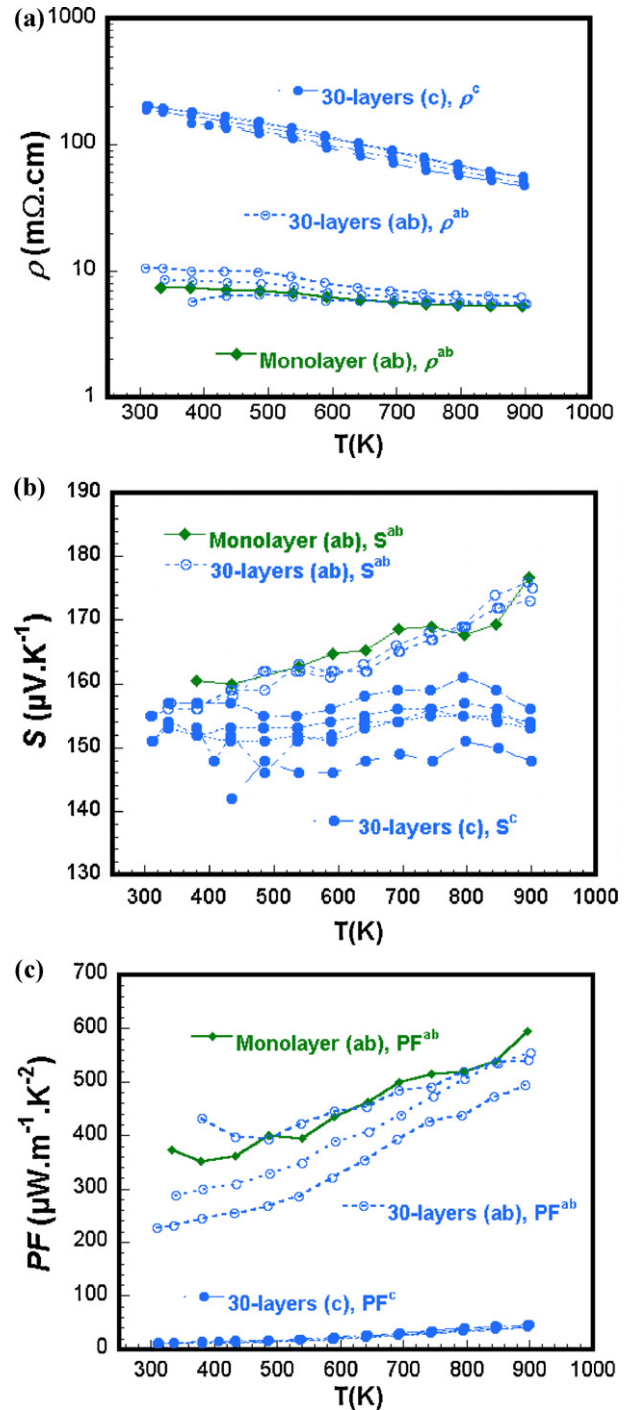 (a)
1000
100
10
1
ρ (mΩ.cm)
30-layers (c), ρᶜ
30-layers (ab), ρᵃᵇ
Monolayer (ab), ρᵃᵇ
300 400 500 600 700 800 900 1000
T(K)
(b)
190
180
170
160
150
140
130
S (µV.K⁻¹)
Monolayer (ab), Sᵃᵇ
30-layers (ab), Sᵃᵇ
30-layers (c), Sᶜ
300 400 500 600 700 800 900 1000
T(K)
(c)
700
600
500
400
300
200
100
0
PF (µW.m⁻¹.K⁻²)
Monolayer (ab), PFᵃᵇ
30-layers (ab), PFᵃᵇ
30-layers (c), PFᶜ
300 400 500 600 700 800 900 1000
T(K)